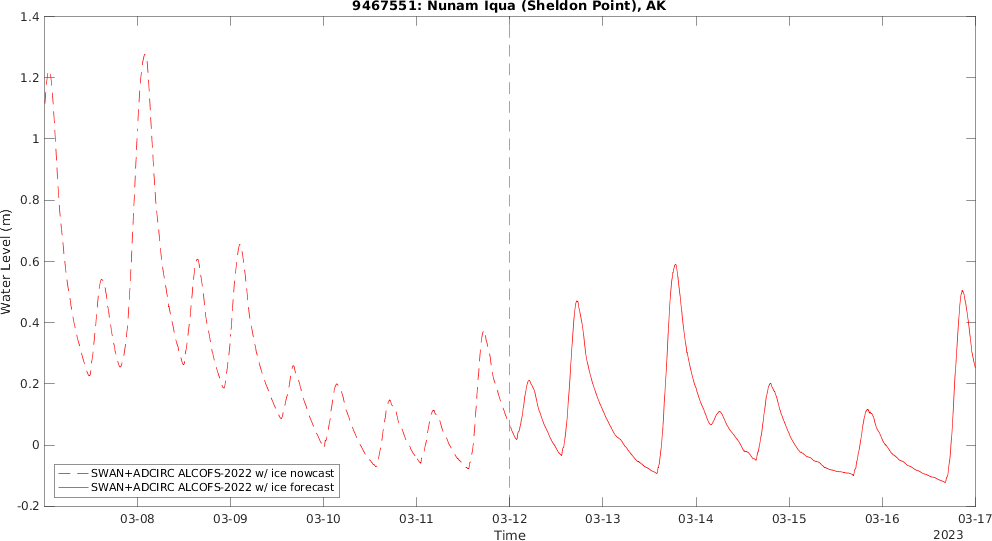 9467551: Nunam Iqua (Sheldon Point), AK
Water Level (m)
1.4
1.2
1
0.8
0.6
0.4
0.2
0
-0.2
SWAN+ADCIRC ALCOFS-2022 w/ ice nowcast
SWAN+ADCIRC ALCOFS-2022 w/ ice forecast
03-08 03-09 03-10 03-11 03-12 03-13 03-14 03-15 03-16 03-17
Time
2023